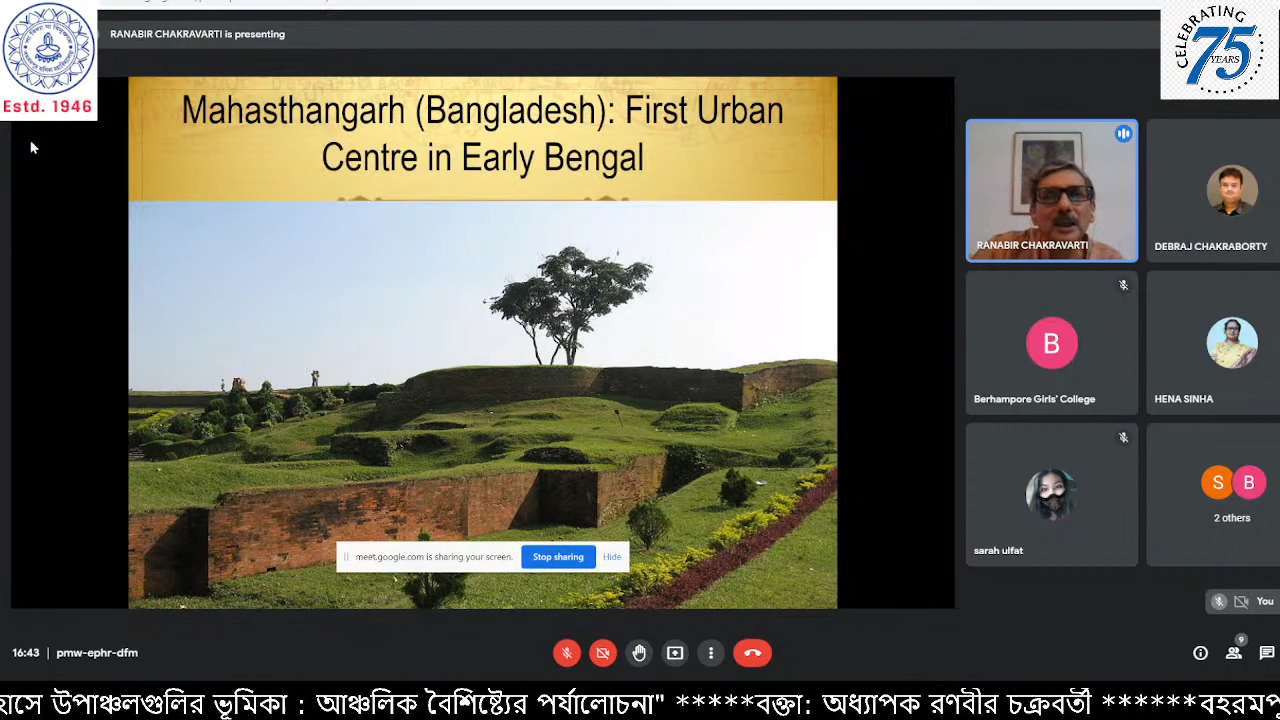 RANABIR CHAKRAVARTI is presenting
Estd. 1946
CELEBRATING
75
YEARS
Mahasthangarh (Bangladesh): First Urban
Centre in Early Bengal
RANABIR CHAKRAVARTI
DEBRAJ CHAKRABORTY
B
Berhampore Girls' College
HENA SINHA
sarah ulfat
S
B
2 others
meet.google.com is sharing your screen.
Stop sharing
Hide
You
16:43 | pmw-ephr-dfm
9
হাসে উপাঞ্চলগুলির ভূমিকা : আঞ্চলিক বৈশিষ্ট্যের পর্যালোচনা" *****বক্তা: অধ্যাপক রণবীর চক্রবর্তী ******বহরমপু